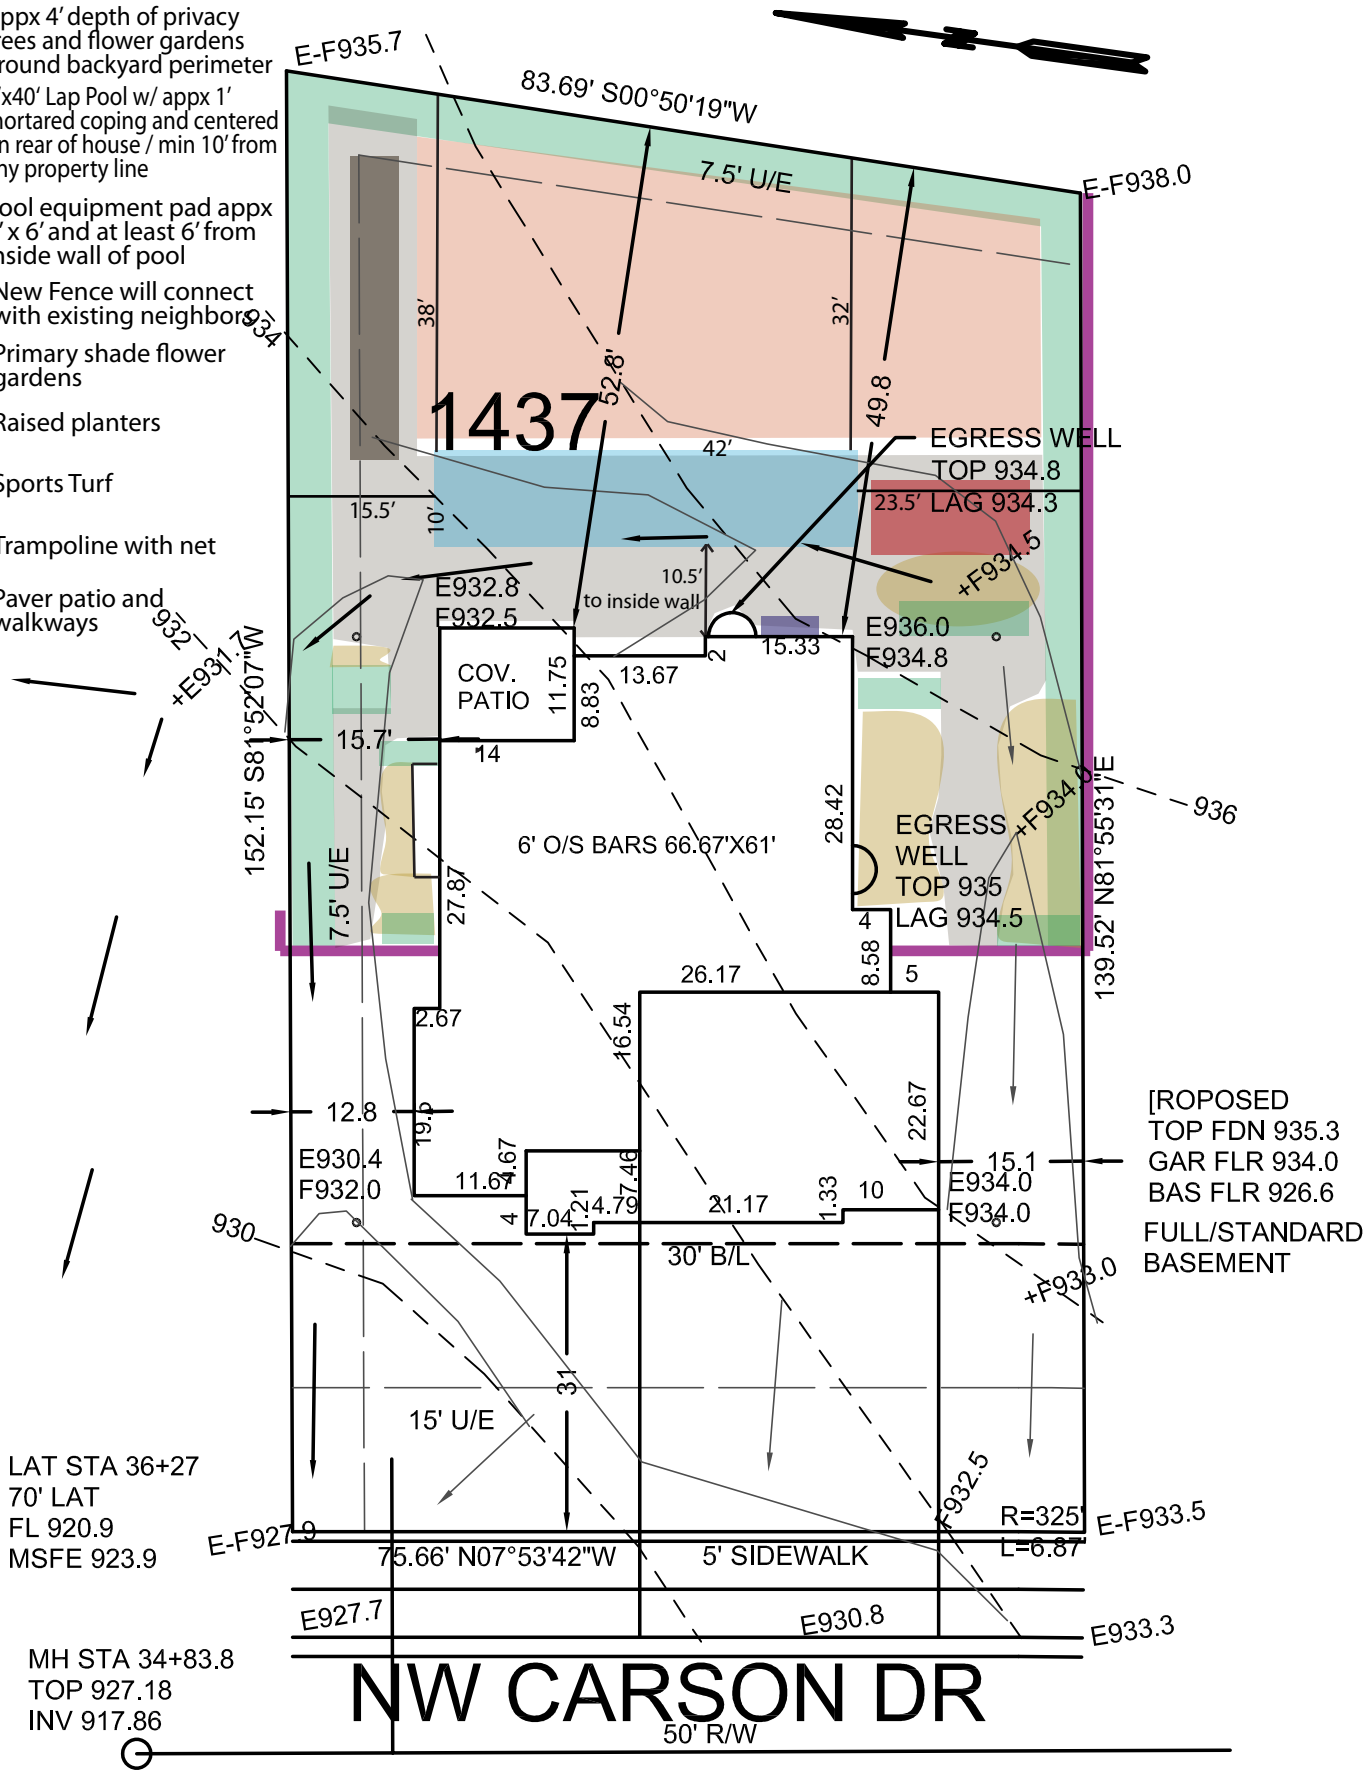 ppx 4' depth of privacy
rees and flower gardens
round backyard perimeter
'x40' Lap Pool w/ appx 1'
nortared coping and centered
n rear of house / min 10' from
ny property line
ool equipment pad appx
' x 6' and at least 6' from
nside wall of pool
New Fence will connect
with existing neighbors
Primary shade flower
gardens
Raised planters
Sports Turf
Trampoline with net
Paver patio and
walkways
E-F935.7
83.69' S00°50'19"W
7.5' U/E
E-F938.0
934
38'
32'
52.8'
49.8
1437
42'
EGRESS WELL
TOP 934.8
LAG 934.3
15.5'
10'
23.5'
+F934.5
10.5'
to inside wall
E932.8
F932.5
932
+E931.7
152.15' S81°52'07"W
COV.
PATIO
11.75
8.83
13.67
2
15.33
E936.0
F934.8
15.7'
14
936
+F934.0
28.42
6' O/S BARS 66.67'X61'
EGRESS
WELL
TOP 935
LAG 934.5
7.5' U/E
27.87
4
8.58
5
139.52' N81°55'31"E
26.17
2.67
16.54
22.67
12.8
19.5
[ROPOSED
TOP FDN 935.3
GAR FLR 934.0
BAS FLR 926.6
FULL/STANDARD
BASEMENT
15.1
E930.4
F932.0
11.67
4.67
7.46
E934.0
F934.0
4
7.04
1.21
4.79
21.17
1.33
10
930
30' B/L
+F933.0
31
15' U/E
LAT STA 36+27
70' LAT
FL 920.9
MSFE 923.9
F932.5
R=325'
L=6.87'
E-F933.5
E-F927.9
75.66' N07°53'42"W
5' SIDEWALK
E927.7
E930.8
E933.3
MH STA 34+83.8
TOP 927.18
INV 917.86
NW CARSON DR
50' R/W